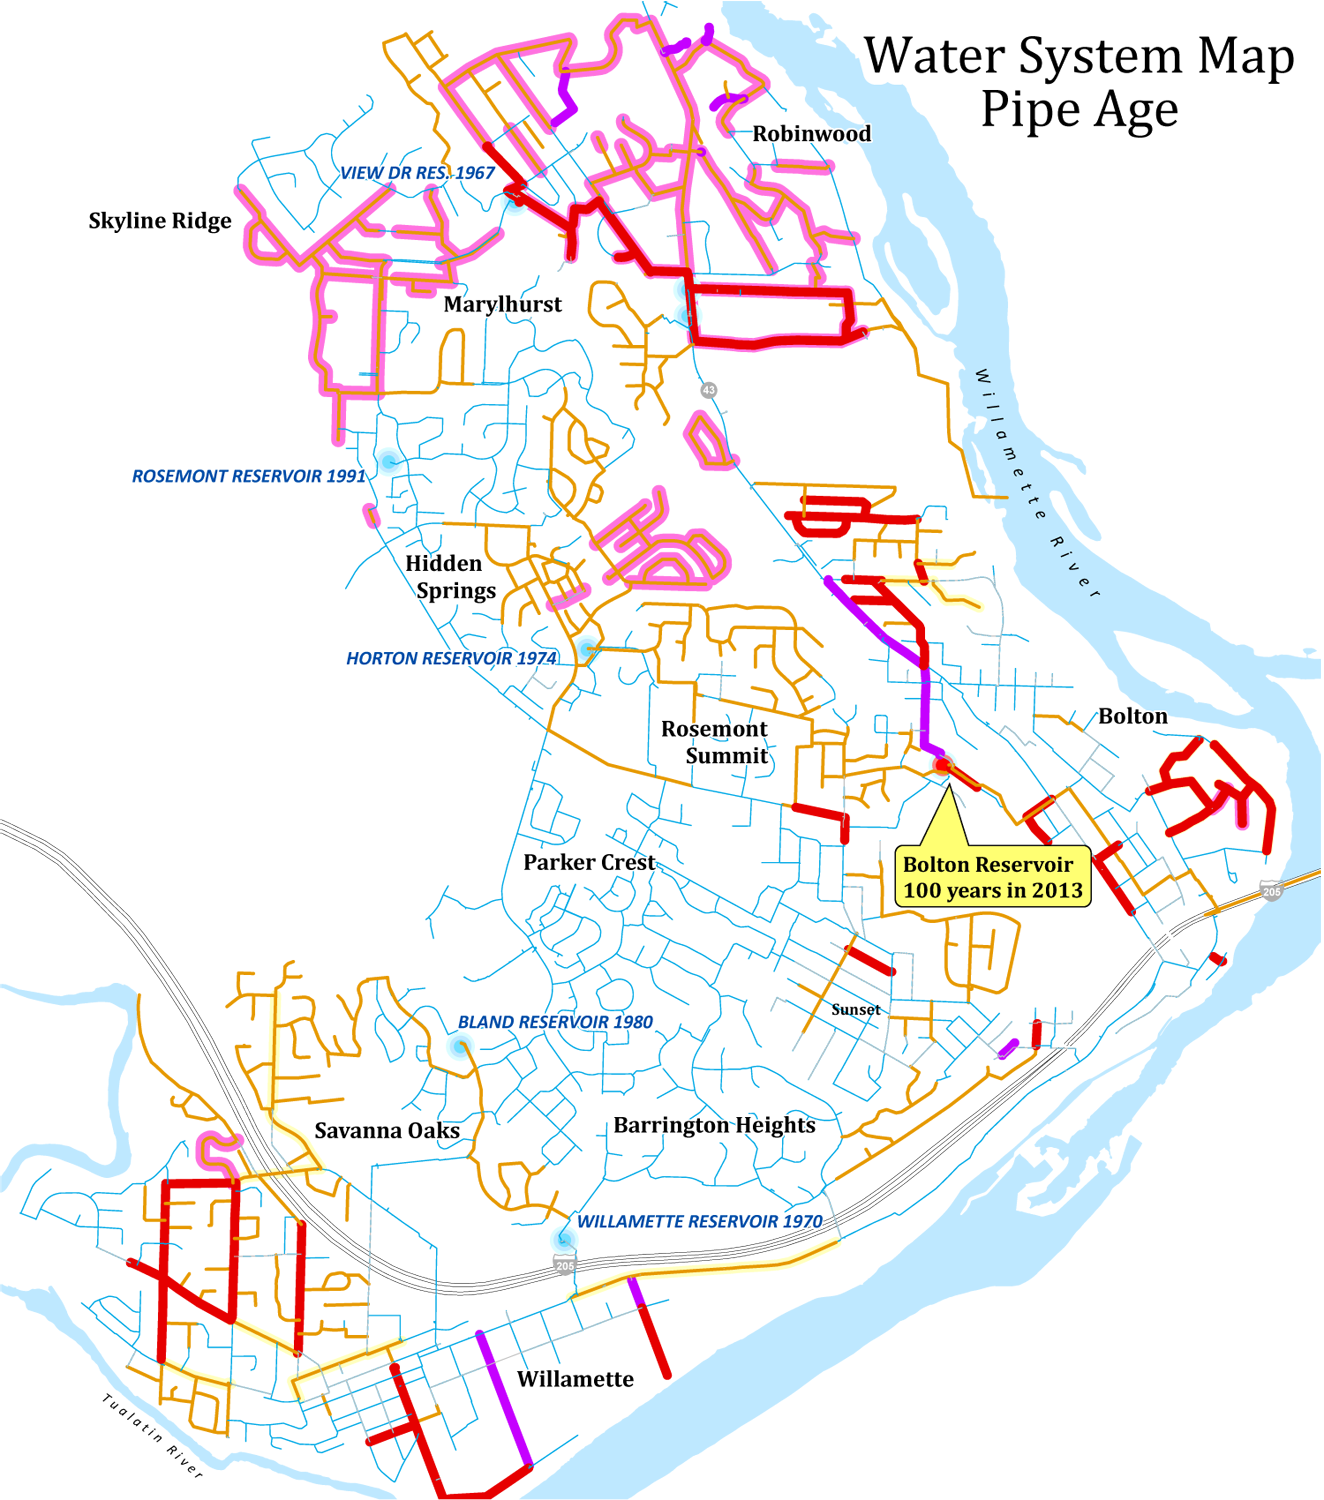 Water System Map
Pipe Age
Robinwood
VIEW DR RES. 1967
Skyline Ridge
Marylhurst
43
Willamette River
ROSEMONT RESERVOIR 1991
Hidden
Springs
HORTON RESERVOIR 1974
Bolton
Rosemont
Summit
Parker Crest
Bolton Reservoir
100 years in 2013
205
Sunset
BLAND RESERVOIR 1980
Savanna Oaks
Barrington Heights
WILLAMETTE RESERVOIR 1970
205
Willamette
Tualatin River